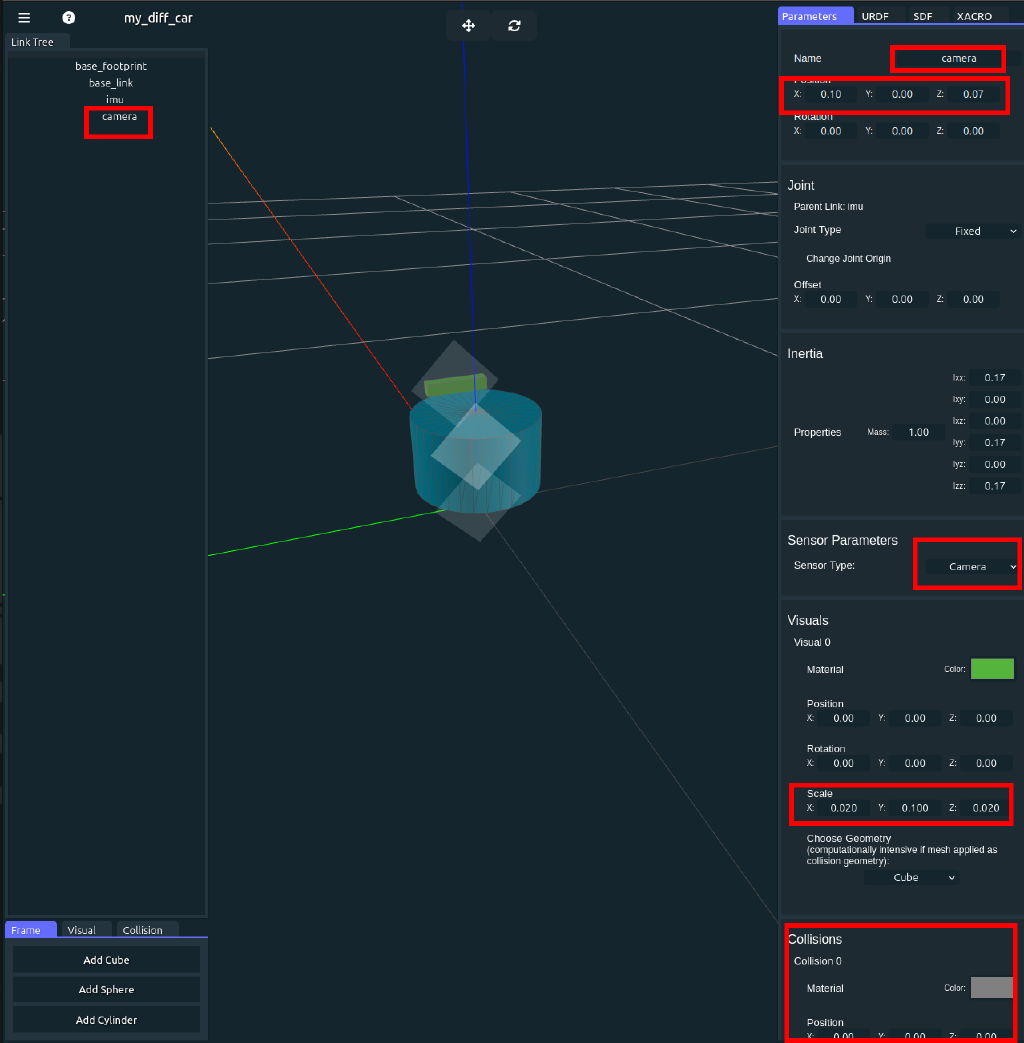 my_diff_car
Link Tree
base_footprint
base_link
imu
camera
Frame Visual Collision
Add Cube
Add Sphere
Add Cylinder
Parameters URDF SDF XACRO
Name camera
Position
X: 0.10 Y: 0.00 Z: 0.07
Rotation
X: 0.00 Y: 0.00 Z: 0.00
Joint
Parent Link: imu
Joint Type Fixed
Change Joint Origin
Offset
X: 0.00 Y: 0.00 Z: 0.00
Inertia
Ixx: 0.17
Ixy: 0.00
Ixz: 0.00
Properties Mass: 1.00
Iyy: 0.17
Iyz: 0.00
Izz: 0.17
Sensor Parameters
Sensor Type: Camera
Visuals
Visual 0
Material Color:
Position
X: 0.00 Y: 0.00 Z: 0.00
Rotation
X: 0.00 Y: 0.00 Z: 0.00
Scale
X: 0.020 Y: 0.100 Z: 0.020
Choose Geometry
(computationally intensive if mesh applied as
collision geometry):
Cube
Collisions
Collision 0
Material Color:
Position
X: 0.00 Y: 0.00 Z: 0.00